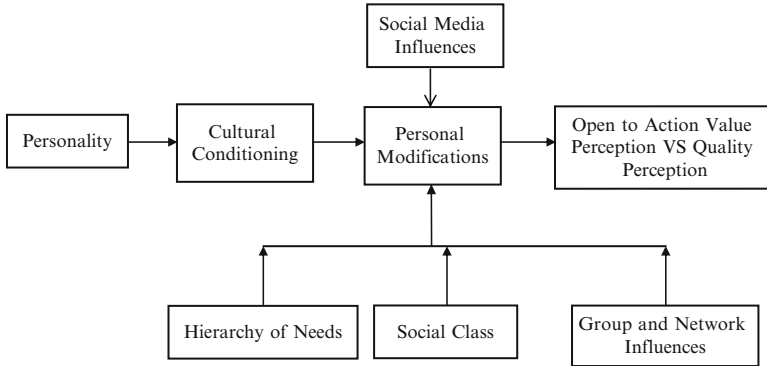 Social Media
Influences
Personality
Cultural
Conditioning
Personal
Modifications
Open to Action Value
Perception VS Quality
Perception
Hierarchy of Needs
Social Class
Group and Network
Influences